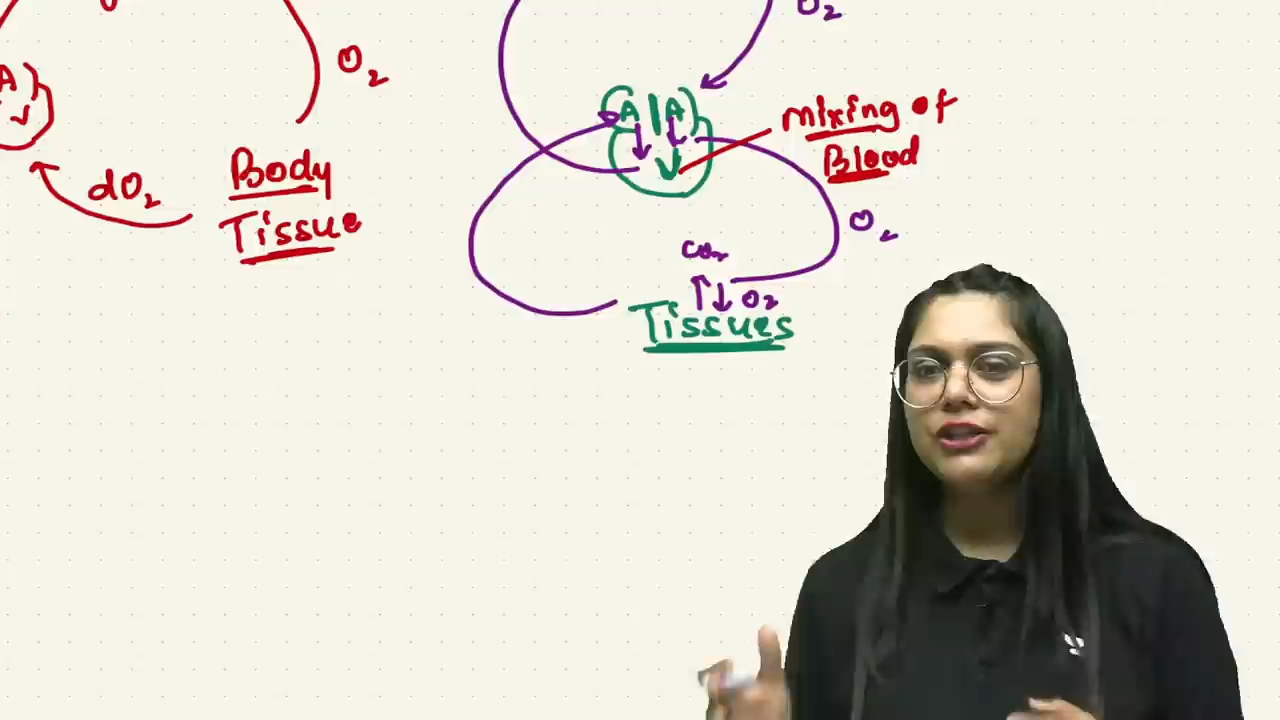 O₂
A
V
dO₂
Body
Tissue
O₂
A | A
V
mixing of
Blood
O₂
CO₂
O₂
Tissues